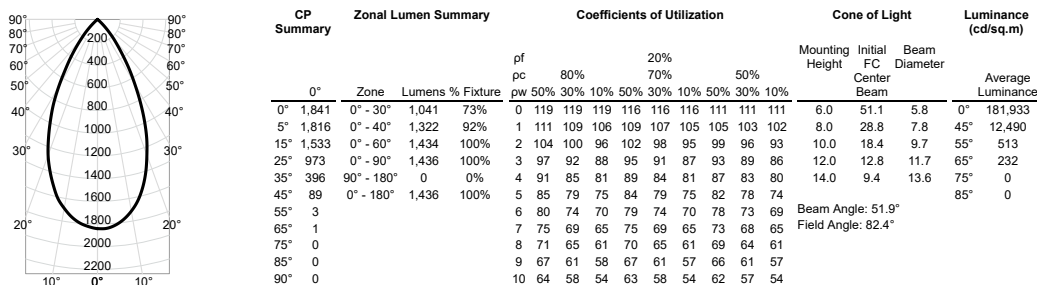 90° 90°
80° 80°
70° 70°
60° 60°
50° 50°
40° 40°
30° 30°
20° 20°
10° 0° 10°
200
400
600
800
1000
1200
1400
1600
1800
2000
2200
CP Summary
0°
0° 1,841
5° 1,816
15° 1,533
25° 973
35° 396
45° 89
55° 3
65° 1
75° 0
85° 0
90° 0
Zonal Lumen Summary
Zone Lumens % Fixture
0° - 30° 1,041 73%
0° - 40° 1,322 92%
0° - 60° 1,434 100%
0° - 90° 1,436 100%
90° - 180° 0 0%
0° - 180° 1,436 100%
Coefficients of Utilization
ρf 20%
ρc 80% 70% 50%
ρw 50% 30% 10% 50% 30% 10% 50% 30% 10%
0 119 119 119 116 116 116 111 111 111
1 111 109 106 109 107 105 105 103 102
2 104 100 96 102 98 95 99 96 93
3 97 92 88 95 91 87 93 89 86
4 91 85 81 89 84 81 87 83 80
5 85 79 75 84 79 75 82 78 74
6 80 74 70 79 74 70 78 73 69
7 75 69 65 75 69 65 73 68 65
8 71 65 61 70 65 61 69 64 61
9 67 61 58 67 61 57 66 61 57
10 64 58 54 63 58 54 62 57 54
Cone of Light
Mounting Height Initial FC Center Beam Beam Diameter
6.0 51.1 5.8
8.0 28.8 7.8
10.0 18.4 9.7
12.0 12.8 11.7
14.0 9.4 13.6
Beam Angle: 51.9°
Field Angle: 82.4°
Luminance
(cd/sq.m)
Average
Luminance
0° 181,933
45° 12,490
55° 513
65° 232
75° 0
85° 0